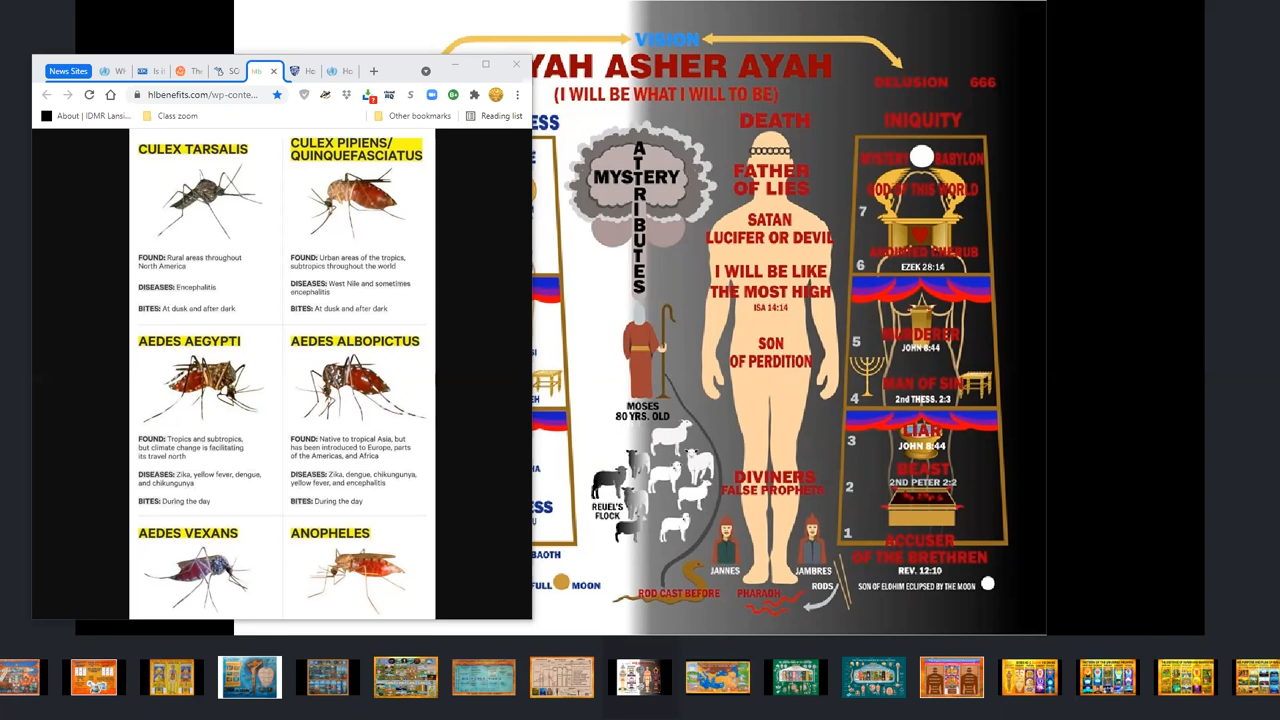 News Sites
hlbenefits.com/wp-conte...
About | IDMR Lansi...
Class zoom
Other bookmarks
Reading list
CULEX TARSALIS
FOUND: Rural areas throughout
North America
DISEASES: Encephalitis
BITES: At dusk and after dark
CULEX PIPIENS/
QUINQUEFASCIATUS
FOUND: Urban areas of the tropics,
subtropics throughout the world
DISEASES: West Nile and sometimes
encephalitis
BITES: At dusk and after dark
AEDES AEGYPTI
FOUND: Tropics and subtropics,
but climate change is facilitating
its travel north
DISEASES: Zika, yellow fever, dengue,
and chikungunya
BITES: During the day
AEDES ALBOPICTUS
FOUND: Native to tropical Asia, but
has been introduced to Europe, parts
of the Americas, and Africa
DISEASES: Zika, dengue, chikungunya,
yellow fever, and encephalitis
BITES: During the day
AEDES VEXANS
ANOPHELES
VISION
YAH ASHER AYAH
(I WILL BE WHAT I WILL TO BE)
ESS
MYSTERY
ATTRIBUTES
MOSES
80 YRS. OLD
REUEL'S
FLOCK
BAOTH
FULL MOON
DEATH
FATHER
OF LIES
SATAN
LUCIFER OR DEVIL
I WILL BE LIKE
THE MOST HIGH
ISA 14:14
SON
OF PERDITION
DIVINERS
FALSE PROPHETS
JANNES
JAMBRES
RODS
ROD CAST BEFORE PHARAOH
DELUSION 666
INIQUITY
MYSTERY BABYLON
GOD OF THIS WORLD
7
ANOINTED CHERUB
6
EZEK 28:14
MURDERER
5
JOHN 8:44
MAN OF SIN
4
2nd THESS. 2:3
LIAR
3
JOHN 8:44
BEAST
2
2ND PETER 2:2
1
ACCUSER
OF THE BRETHREN
REV. 12:10
SON OF ELOHIM ECLIPSED BY THE MOON